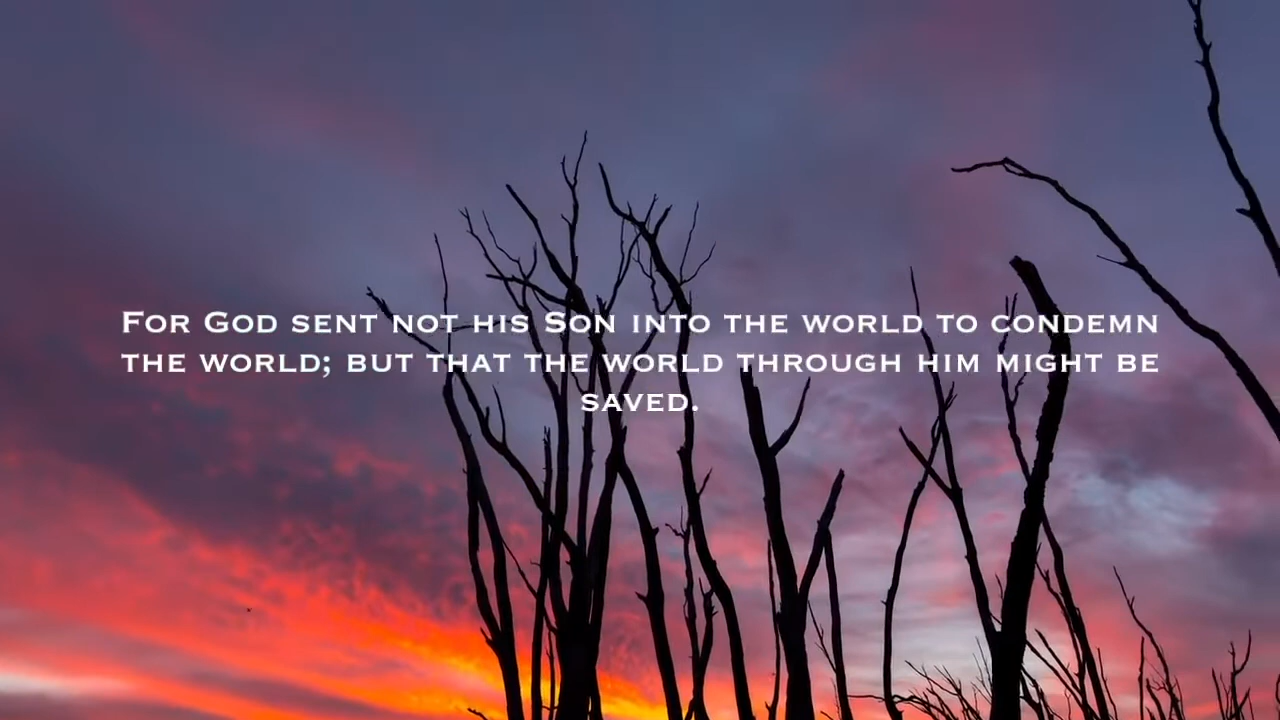 For God sent not his Son into the world to condemn
the world; but that the world through him might be
saved.